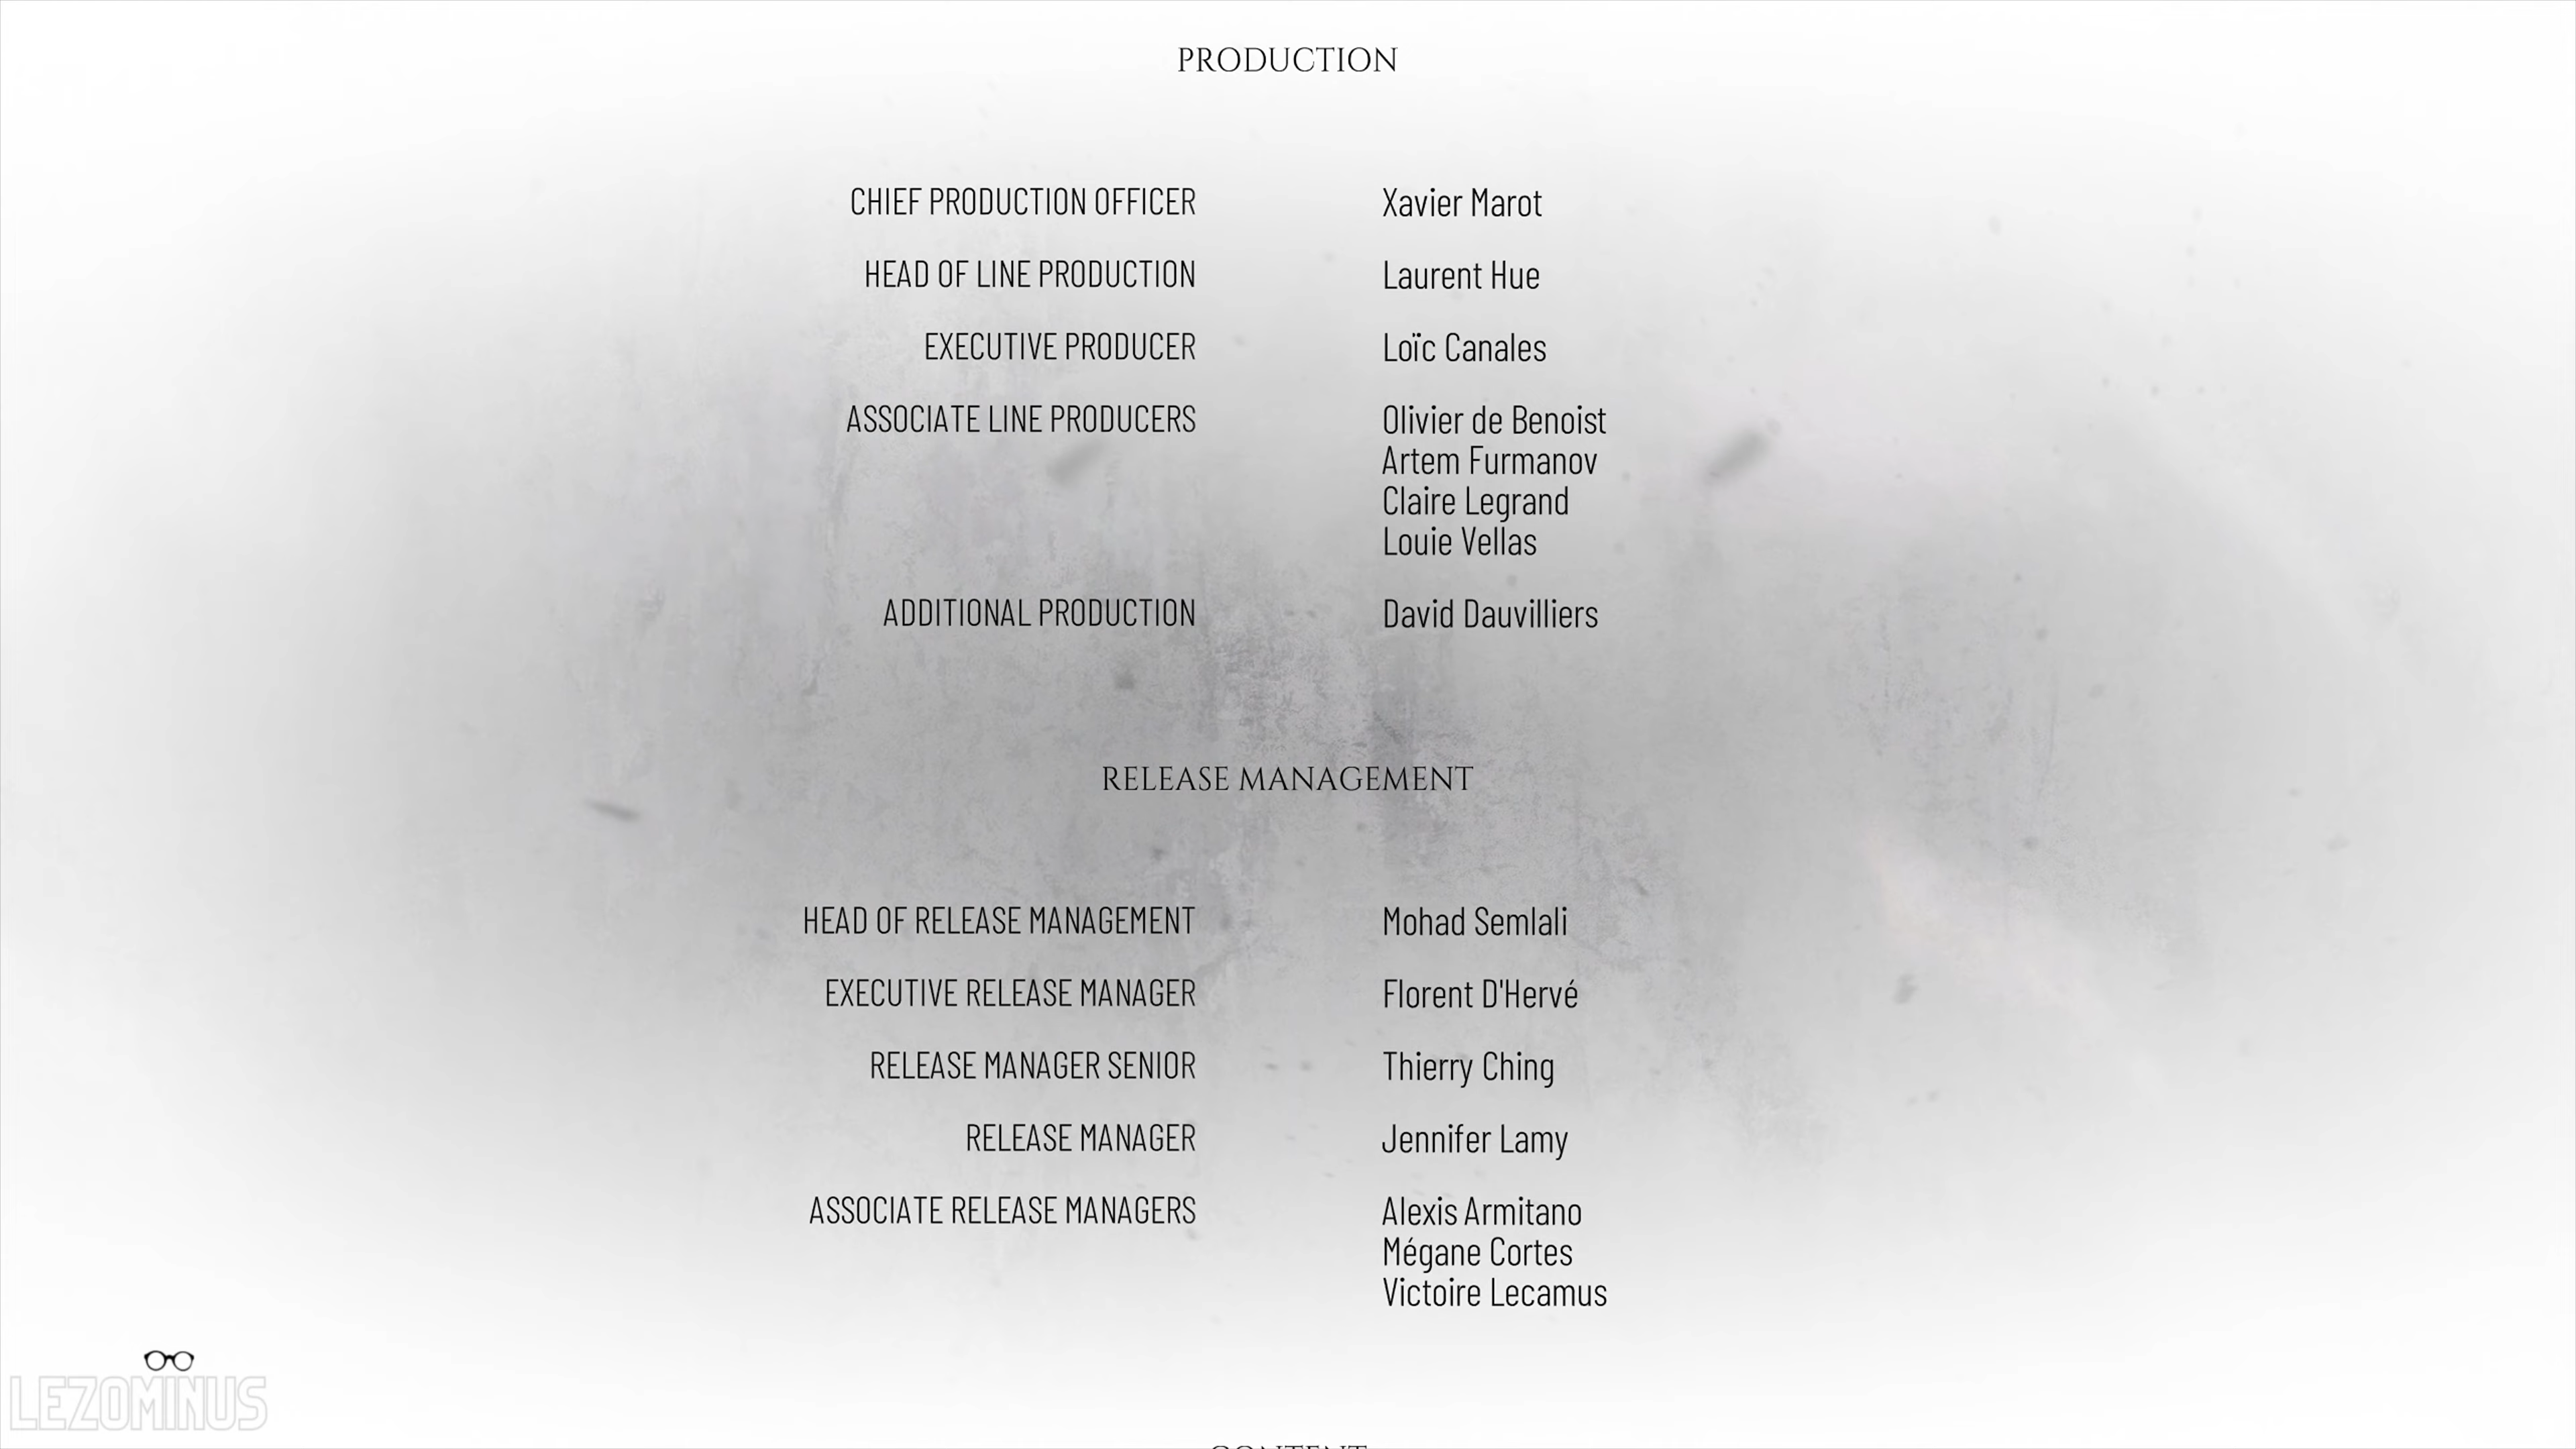 PRODUCTION
CHIEF PRODUCTION OFFICER Xavier Marot
HEAD OF LINE PRODUCTION Laurent Hue
EXECUTIVE PRODUCER Loïc Canales
ASSOCIATE LINE PRODUCERS Olivier de Benoist
Artem Furmanov
Claire Legrand
Louie Vellas
ADDITIONAL PRODUCTION David Dauvilliers
RELEASE MANAGEMENT
HEAD OF RELEASE MANAGEMENT Mohad Semlali
EXECUTIVE RELEASE MANAGER Florent D'Hervé
RELEASE MANAGER SENIOR Thierry Ching
RELEASE MANAGER Jennifer Lamy
ASSOCIATE RELEASE MANAGERS Alexis Armitano
Mégane Cortes
Victoire Lecamus
LEZOMINUS